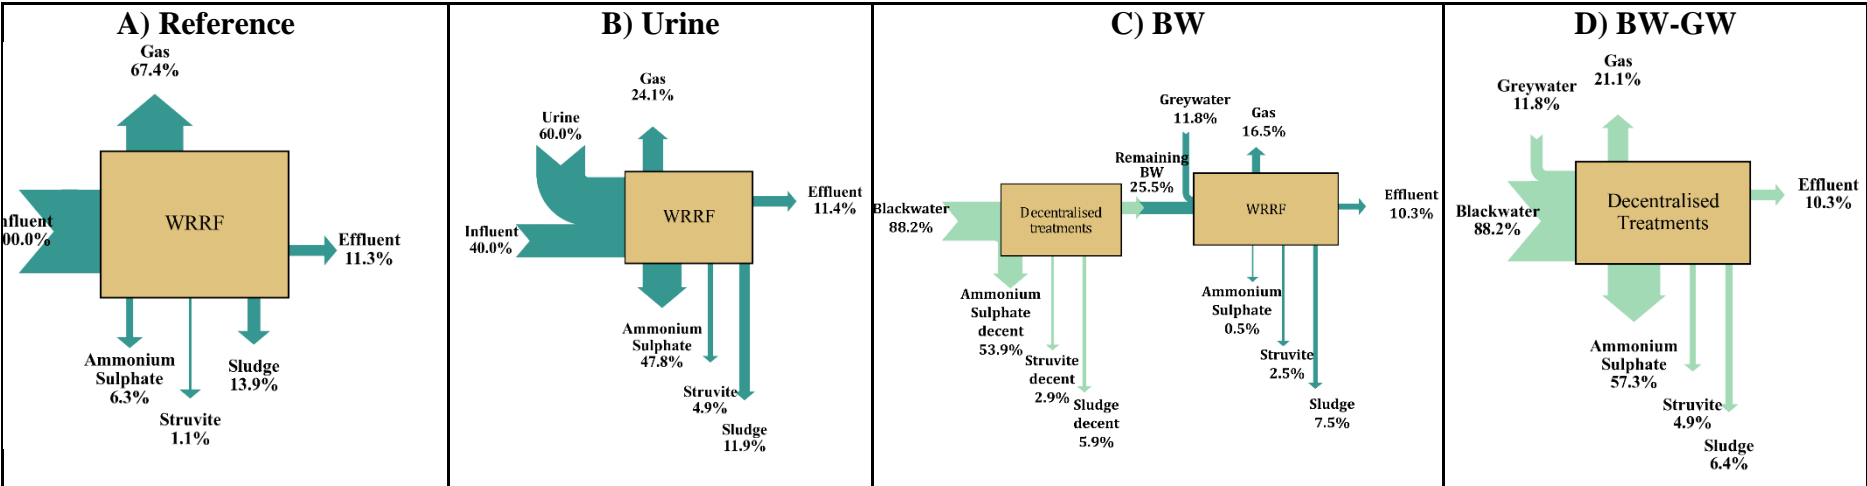 A) Reference
Gas
67.4%
nfluent
00.0%
WRRF
Effluent
11.3%
Ammonium
Sulphate
6.3%
Struvite
1.1%
Sludge
13.9%
B) Urine
Gas
24.1%
Urine
60.0%
Influent
40.0%
WRRF
Effluent
11.4%
Ammonium
Sulphate
47.8%
Struvite
4.9%
Sludge
11.9%
C) BW
Blackwater
88.2%
Decentralised
treatments
Ammonium
Sulphate
decent
53.9%
Struvite
decent
2.9%
Sludge
decent
5.9%
Remaining
BW
25.5%
Greywater
11.8%
Gas
16.5%
WRRF
Effluent
10.3%
Ammonium
Sulphate
0.5%
Struvite
2.5%
Sludge
7.5%
D) BW-GW
Gas
21.1%
Greywater
11.8%
Blackwater
88.2%
Decentralised
Treatments
Effluent
10.3%
Ammonium
Sulphate
57.3%
Struvite
4.9%
Sludge
6.4%